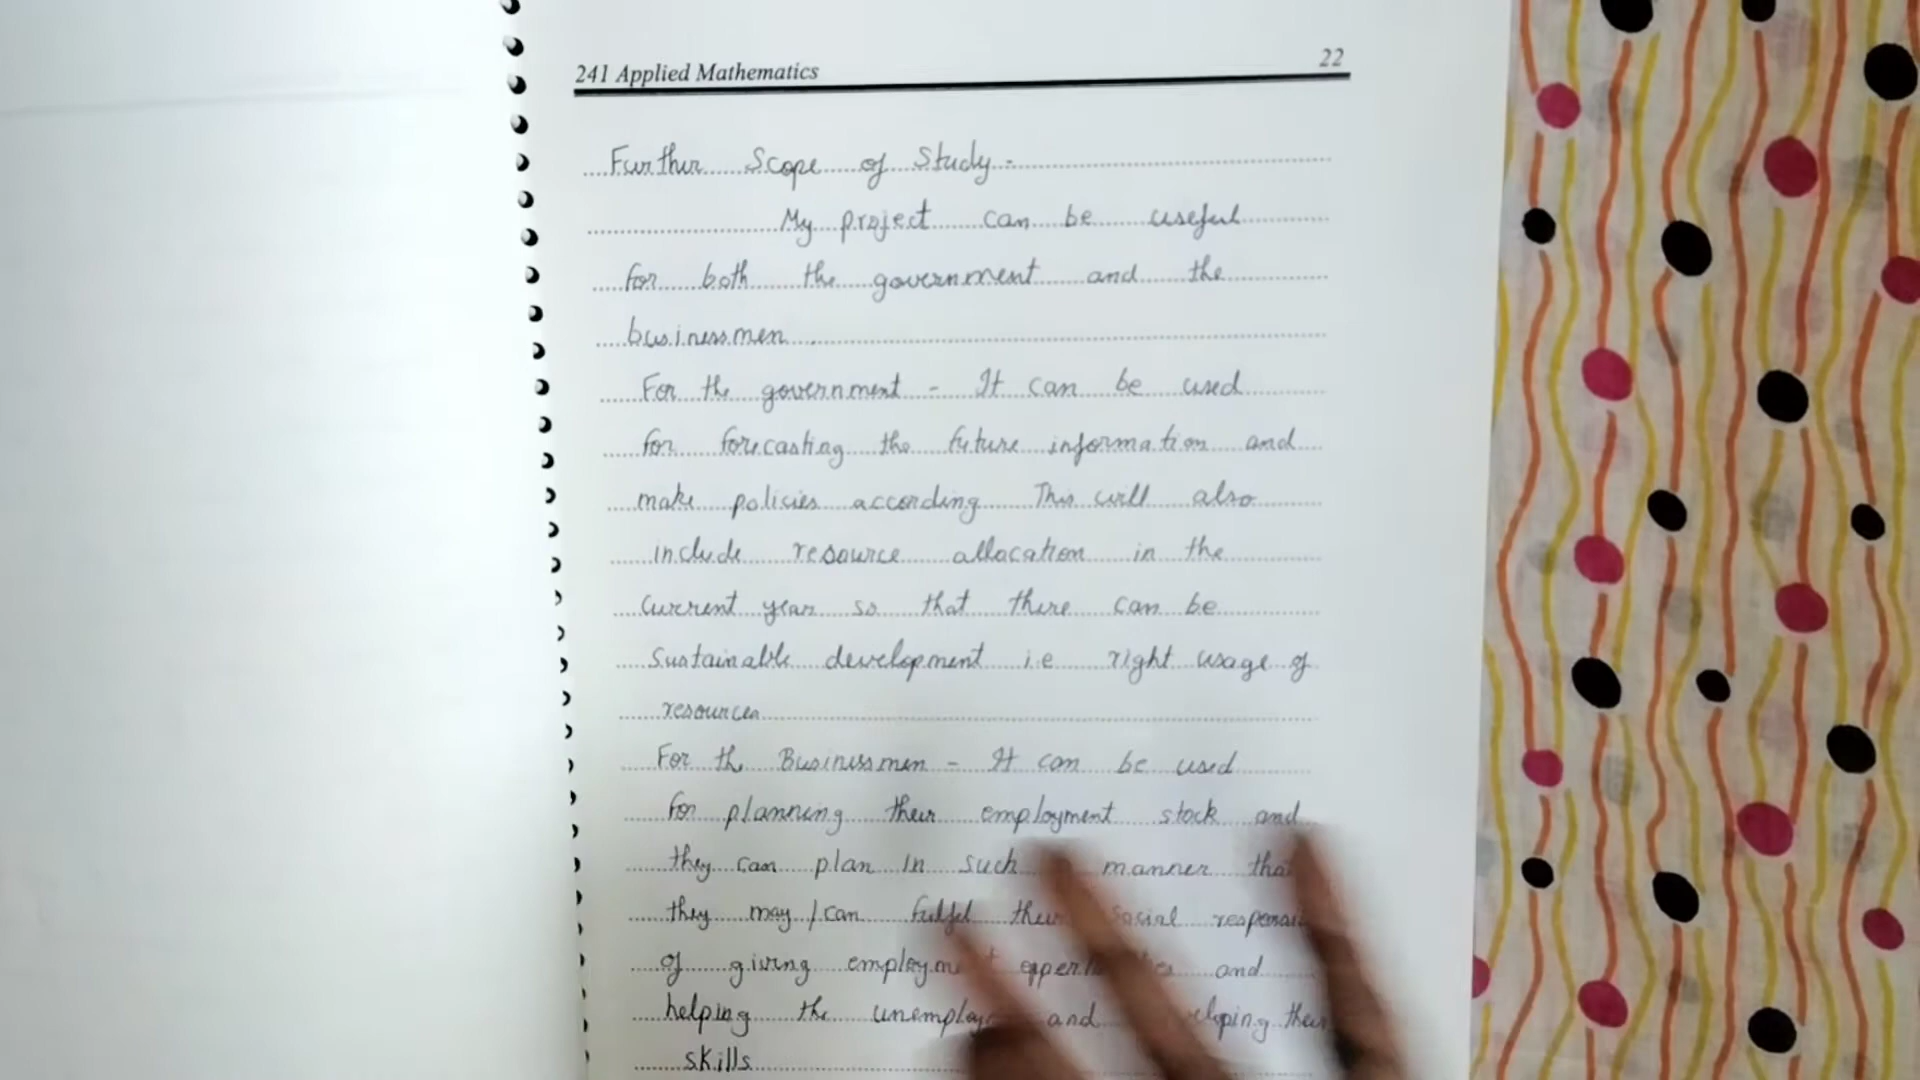 241 Applied Mathematics 22
Further Scope of Study :-
My project can be useful
for both the government and the
businessmen .
For the government - It can be used
for forecasting the future information and
make policies according This will also
include resource allocation in the
current year so that there can be
Sustainable development i.e right usage of
resources
For the Businessmen - It can be used
for planning their employment stock and
they can plan in such manner that
they may / can fulfel their social
of giving and
helping the and their
skills